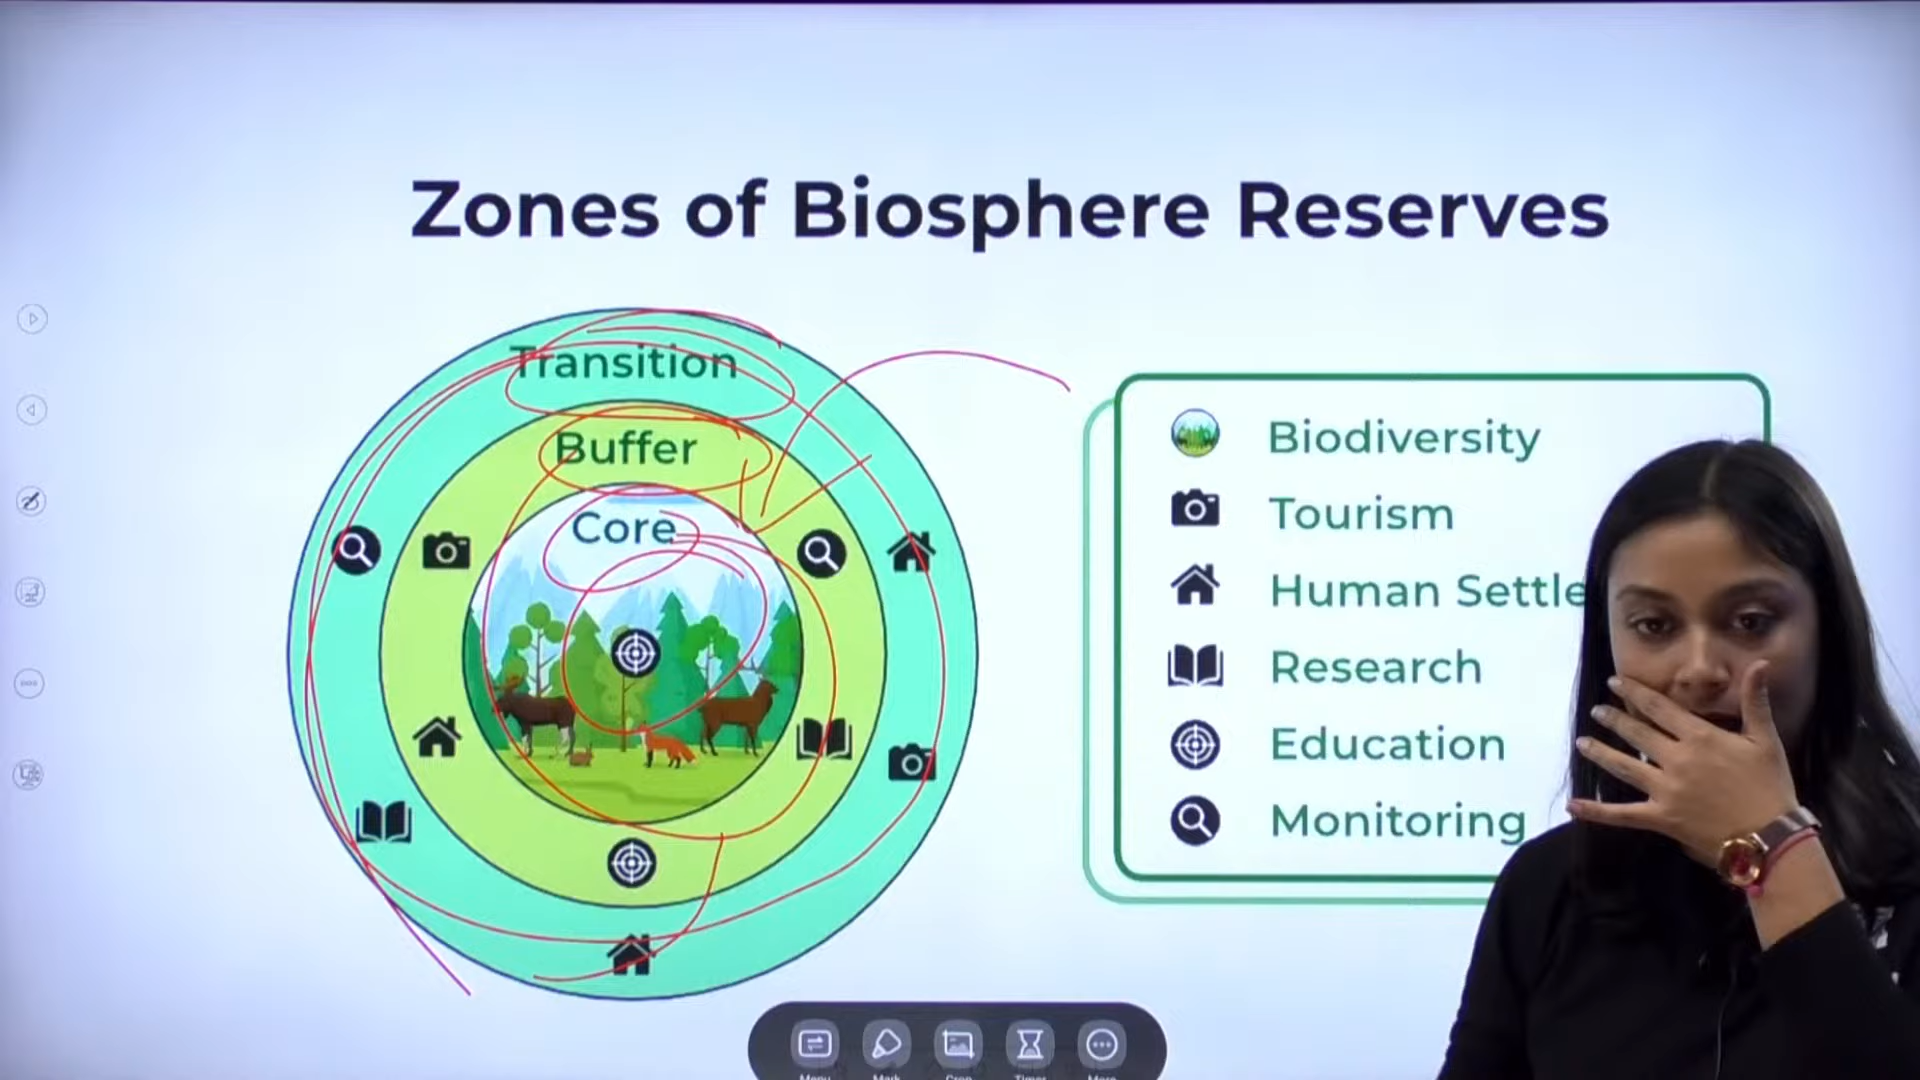 Zones of Biosphere Reserves
Transition
Buffer
Core
Biodiversity
Tourism
Human Settle
Research
Education
Monitoring